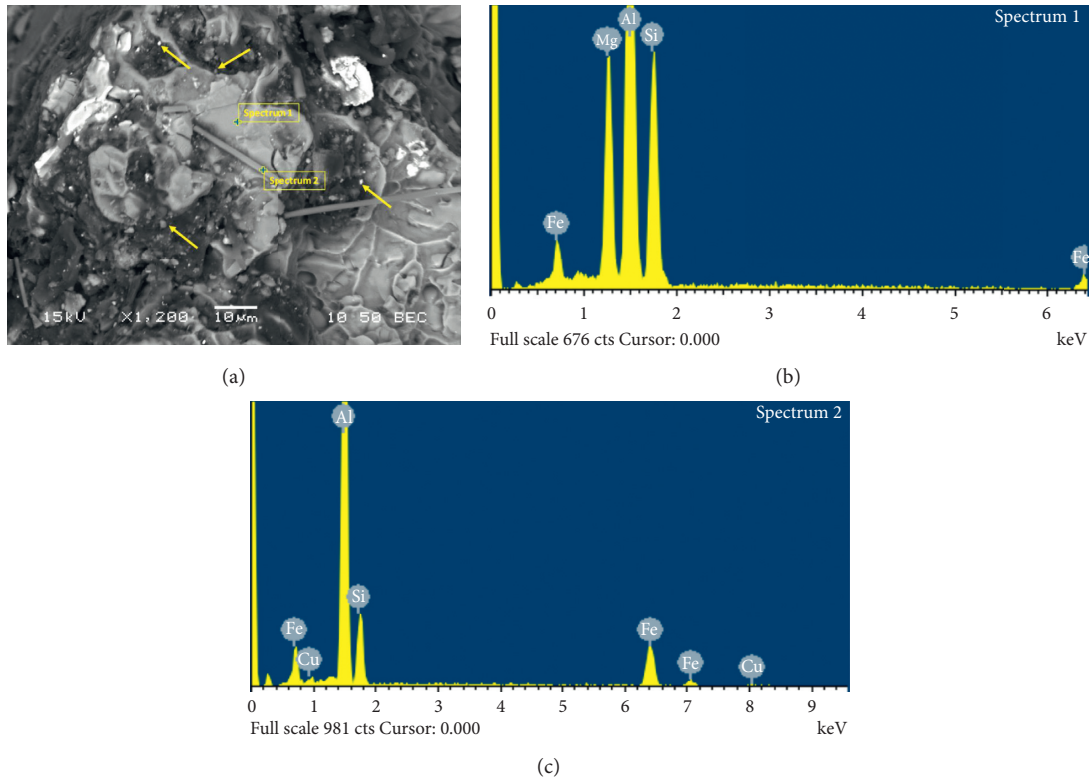 Spectrum 1
Spectrum 2
15kV X1,200 10µm 10 50 BEC
(a)
Spectrum 1
Fe
Mg
Al
Si
Fe
0 1 2 3 4 5 6
Full scale 676 cts Cursor: 0.000 keV
(b)
Spectrum 2
Fe
Cu
Al
Si
Fe
Fe
Cu
0 1 2 3 4 5 6 7 8 9
Full scale 981 cts Cursor: 0.000 keV
(c)